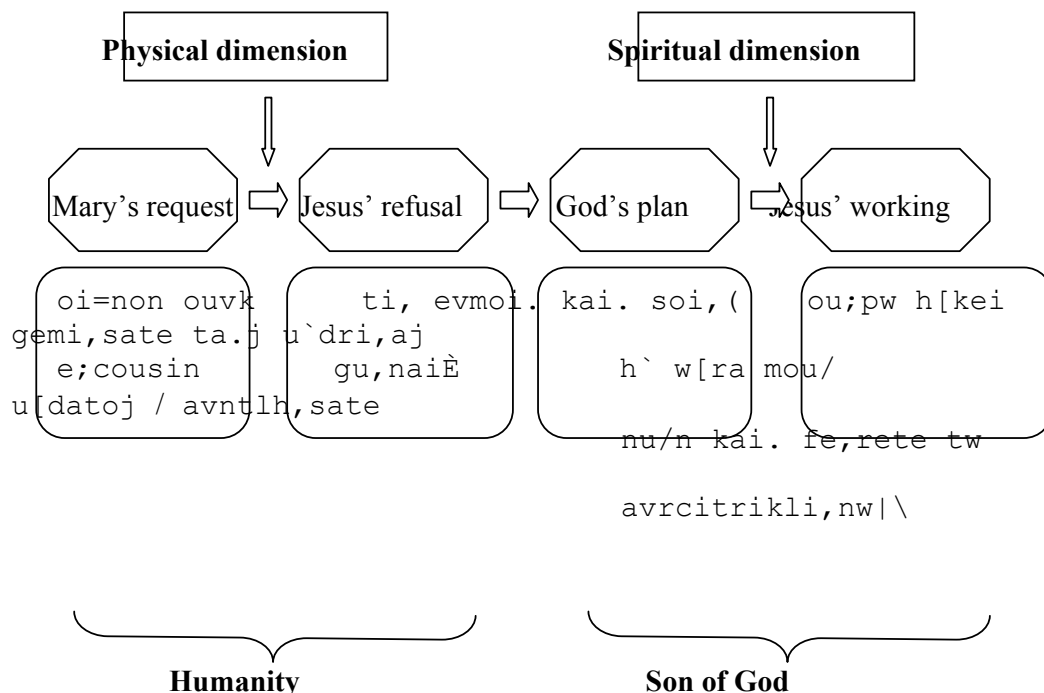 Physical dimension Spiritual dimension
Mary’s request Jesus’ refusal God’s plan Jesus’ working
oi=non ouvk ti, evmoi. kai. soi,( ou;pw h[kei
gemi,sate ta.j u`dri,aj
e;cousin gu,naiÈ h` w[ra mou/
u[datoj / avntlh,sate
nu/n kai. fe,rete tw
avrcitrikli,nw|\
Humanity Son of God